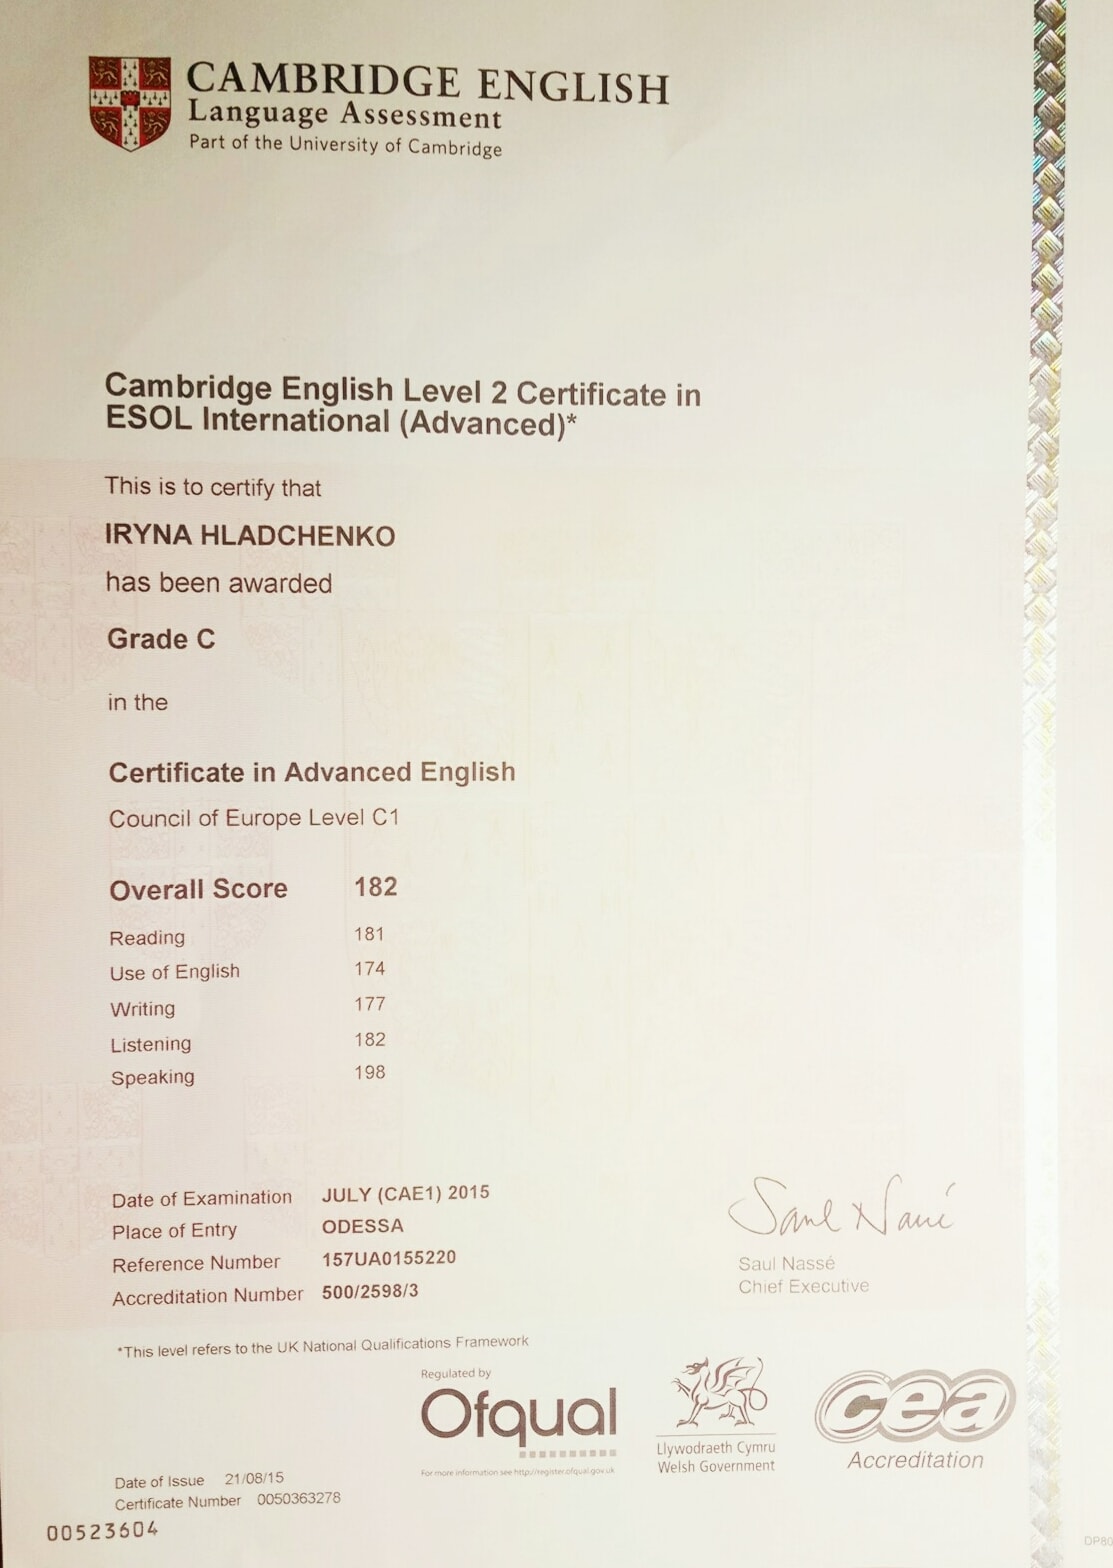 CAMBRIDGE ENGLISH
Language Assessment
Part of the University of Cambridge
Cambridge English Level 2 Certificate in
ESOL International (Advanced)*
This is to certify that
IRYNA HLADCHENKO
has been awarded
Grade C
in the
Certificate in Advanced English
Council of Europe Level C1
Overall Score 182
Reading 181
Use of English 174
Writing 177
Listening 182
Speaking 198
Date of Examination JULY (CAE1) 2015
Place of Entry ODESSA
Reference Number 157UA0155220
Accreditation Number 500/2598/3
Saul Nassé
Saul Nassé
Chief Executive
*This level refers to the UK National Qualifications Framework
Regulated by
Ofqual
For more information see http://register.ofqual.gov.uk
Llywodraeth Cymru
Welsh Government
cea
Accreditation
Date of Issue 21/08/15
Certificate Number 0050363278
00523604
DP80